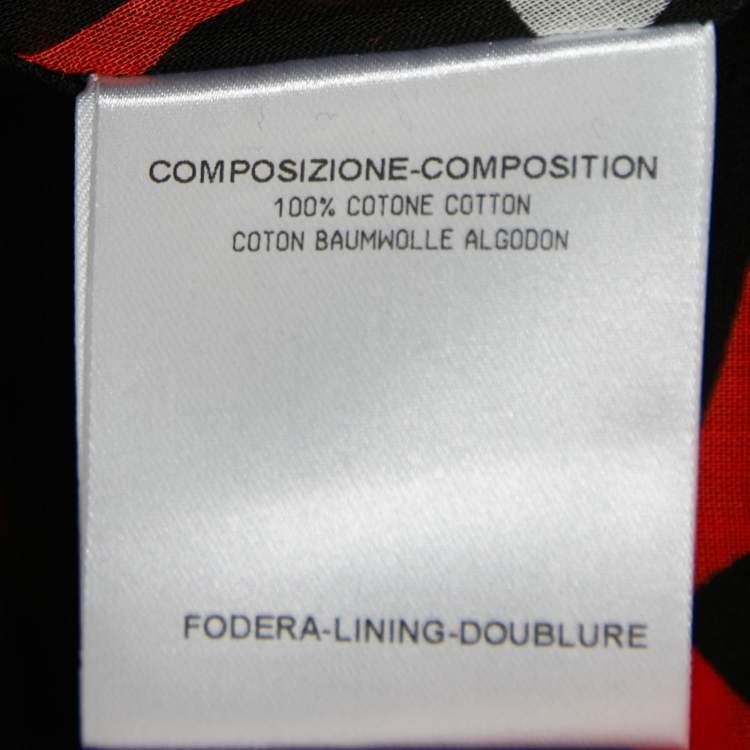 COMPOSIZIONE-COMPOSITION
100% COTONE COTTON
COTON BAUMWOLLE ALGODON
FODERA-LINING-DOUBLURE